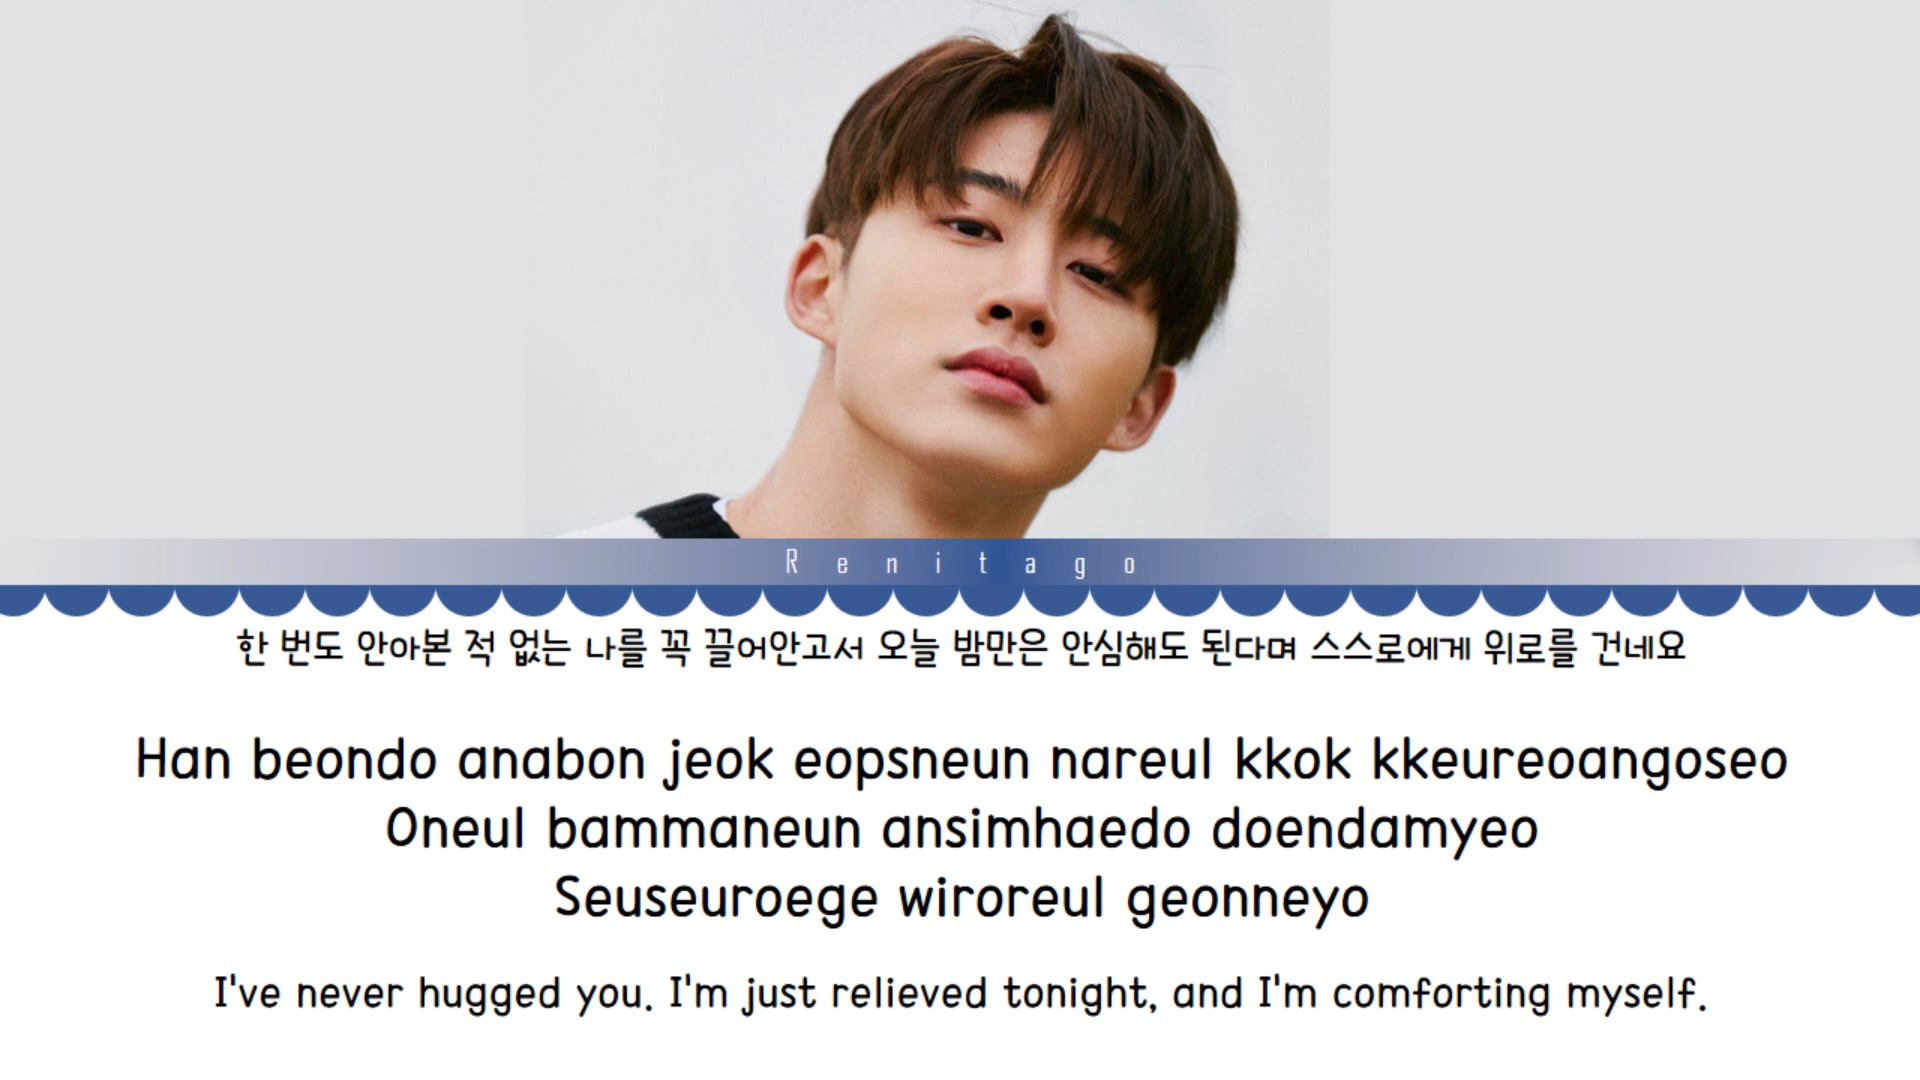 Renitago
한 번도 안아본 적 없는 나를 꼭 끌어안고서 오늘 밤만은 안심해도 된다며 스스로에게 위로를 건네요
Han beondo anabon jeok eopsneun nareul kkok kkeureoangoseo
Oneul bammaneun ansimhaedo doendamyeo
Seuseuroege wiroreul geonneyo
I've never hugged you. I'm just relieved tonight, and I'm comforting myself.